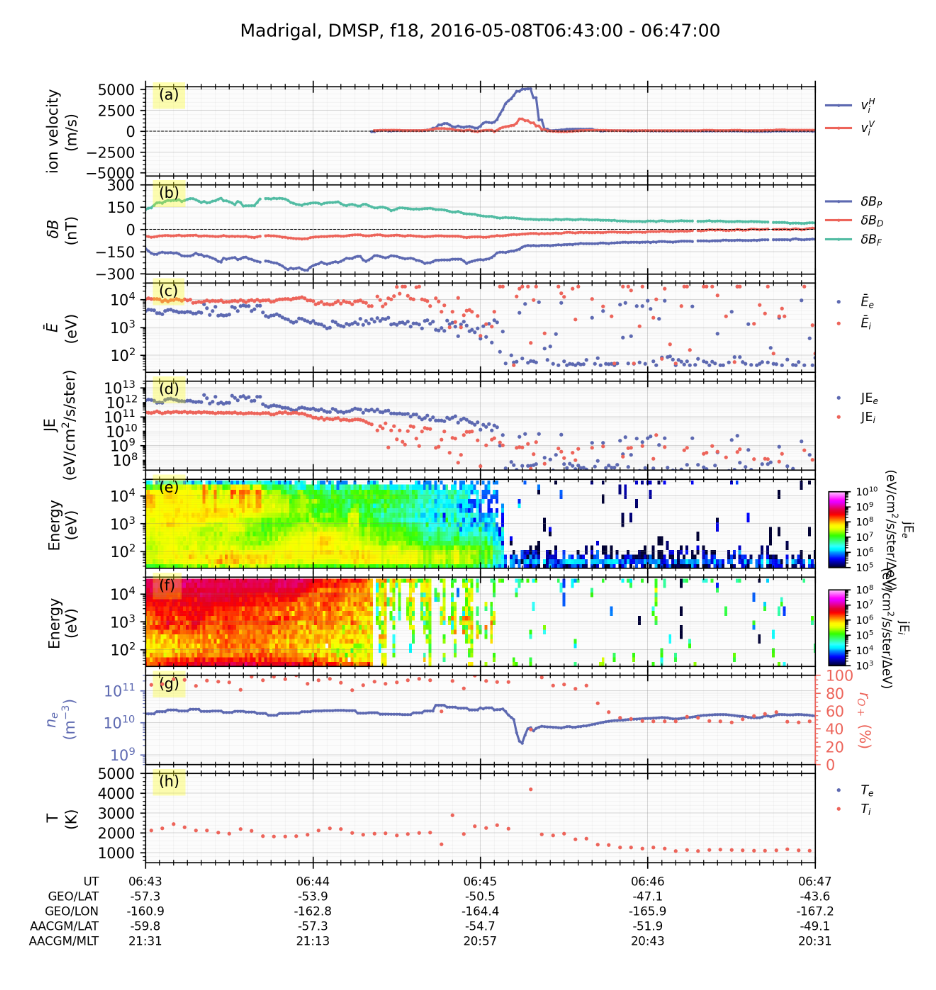 Madrigal, DMSP, f18, 2016-05-08T06:43:00 - 06:47:00
(a)
ion velocity
(m/s)
5000
2500
0
−2500
−5000
v_i^H
v_i^V
(b)
δB
(nT)
300
150
0
−150
−300
δB_P
δB_D
δB_F
(c)
Ē
(eV)
10^4
10^3
10^2
Ē_e
Ē_i
(d)
JE
(eV/cm^2/s/ster)
10^13
10^12
10^11
10^10
10^9
10^8
JE_e
JE_i
(e)
Energy
(eV)
10^4
10^3
10^2
10^10
10^9
10^8
10^7
10^6
10^5
jE_e
(eV/cm^2/s/ster/ΔeV)
(f)
Energy
(eV)
10^4
10^3
10^2
10^8
10^7
10^6
10^5
10^4
10^3
jE_i
(eV/cm^2/s/ster/ΔeV)
(g)
n_e
(m^−3)
10^11
10^10
10^9
100
80
60
40
20
0
r_O+ (%)
(h)
T
(K)
5000
4000
3000
2000
1000
T_e
T_i
UT 06:43 06:44 06:45 06:46 06:47
GEO/LAT -57.3 -53.9 -50.5 -47.1 -43.6
GEO/LON -160.9 -162.8 -164.4 -165.9 -167.2
AACGM/LAT -59.8 -57.3 -54.7 -51.9 -49.1
AACGM/MLT 21:31 21:13 20:57 20:43 20:31